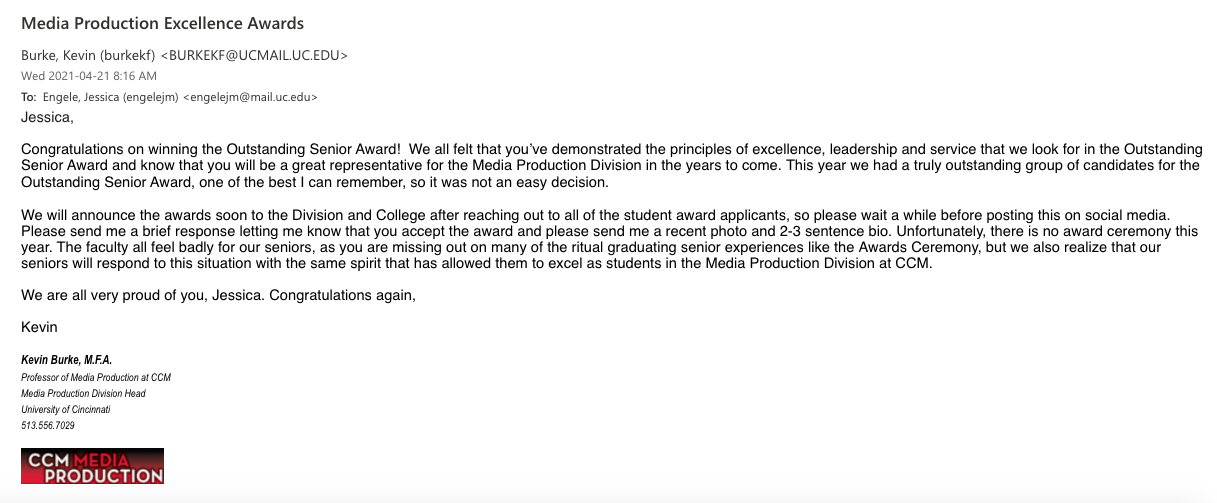 Media Production Excellence Awards
Burke, Kevin (burkekf) <BURKEKF@UCMAIL.UC.EDU>
Wed 2021-04-21 8:16 AM
To: Engele, Jessica (engelejm) <engelejm@mail.uc.edu>
Jessica,
Congratulations on winning the Outstanding Senior Award!  We all felt that you’ve demonstrated the principles of excellence, leadership and service that we look for in the Outstanding
Senior Award and know that you will be a great representative for the Media Production Division in the years to come. This year we had a truly outstanding group of candidates for the
Outstanding Senior Award, one of the best I can remember, so it was not an easy decision.
We will announce the awards soon to the Division and College after reaching out to all of the student award applicants, so please wait a while before posting this on social media.
Please send me a brief response letting me know that you accept the award and please send me a recent photo and 2-3 sentence bio. Unfortunately, there is no award ceremony this
year. The faculty all feel badly for our seniors, as you are missing out on many of the ritual graduating senior experiences like the Awards Ceremony, but we also realize that our
seniors will respond to this situation with the same spirit that has allowed them to excel as students in the Media Production Division at CCM.
We are all very proud of you, Jessica. Congratulations again,
Kevin
Kevin Burke, M.F.A.
Professor of Media Production at CCM
Media Production Division Head
University of Cincinnati
513.556.7029
CCM MEDIA
PRODUCTION